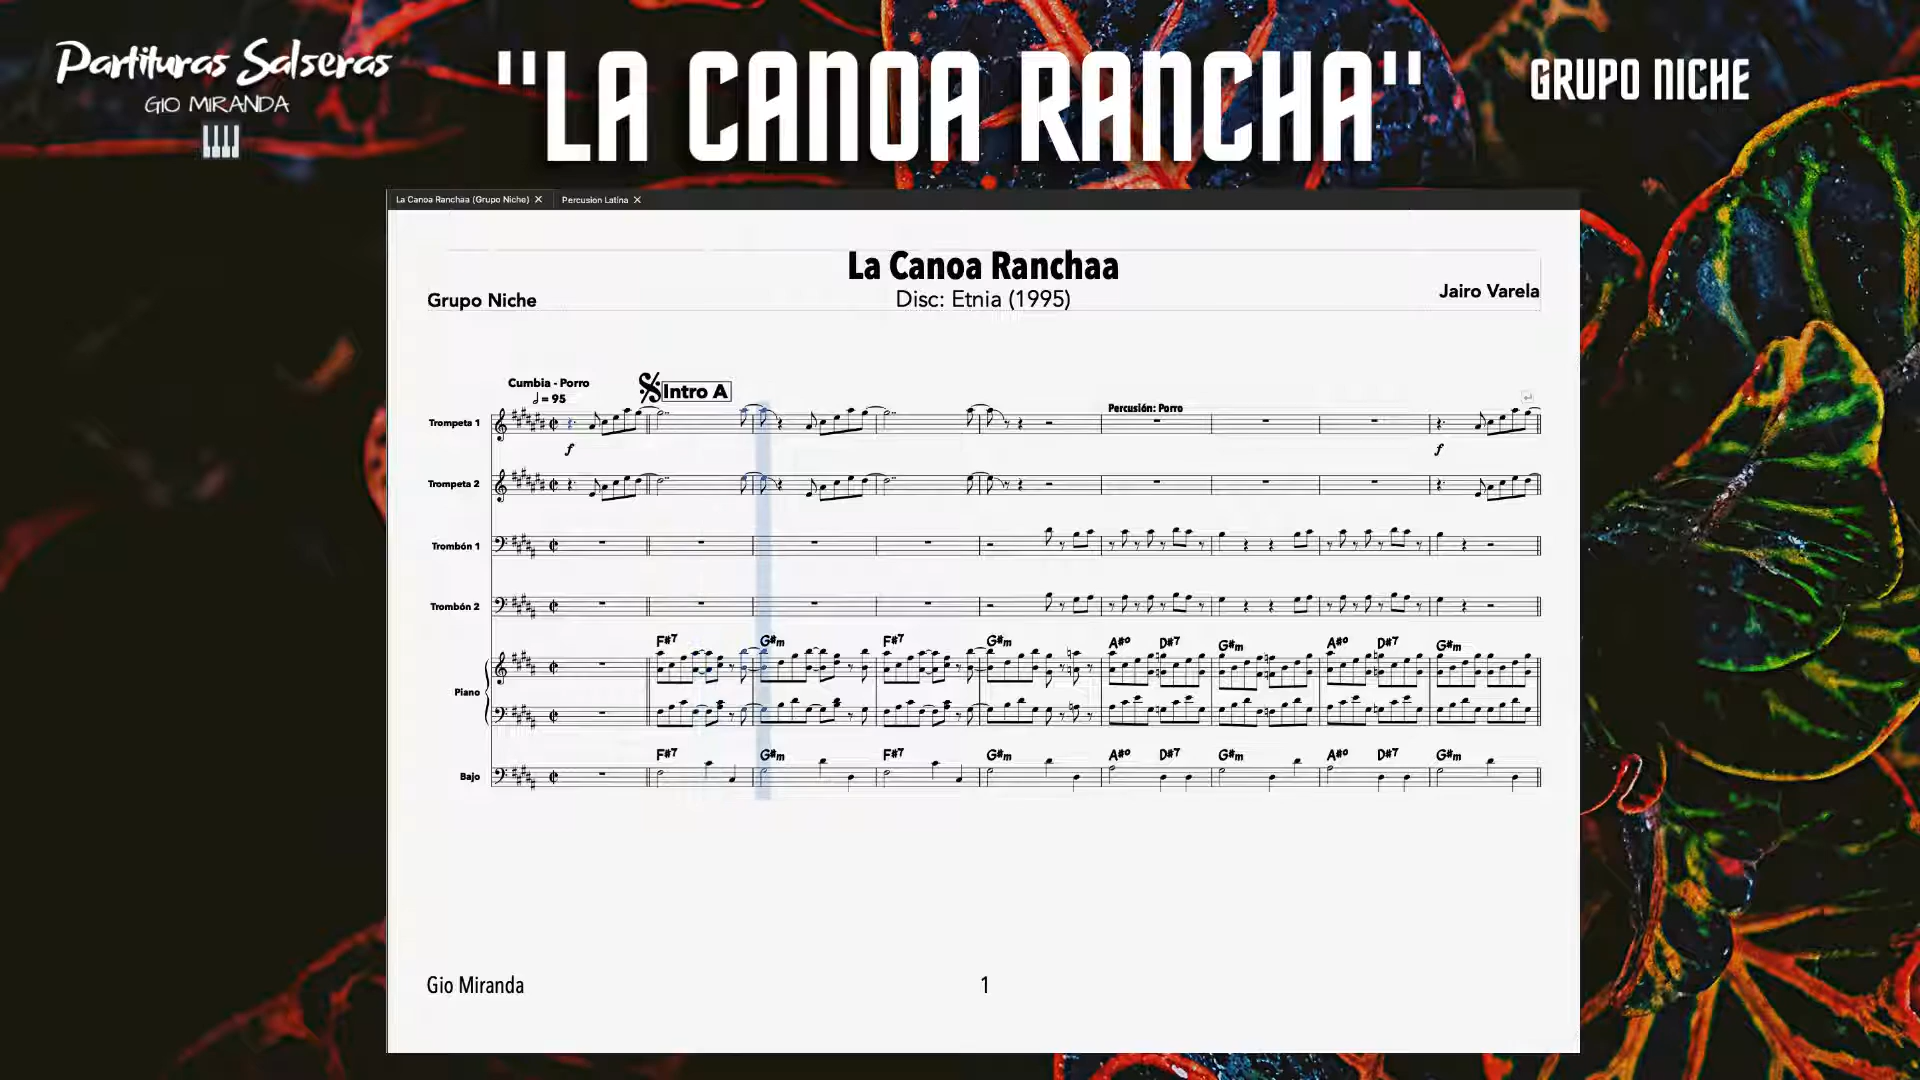 Partituras Salseras
GIO MIRANDA
"LA CANOA RANCHA"
GRUPO NICHE
La Canoa Ranchaa (Grupo Niche) ✕
Percusion Latina ✕
La Canoa Ranchaa
Disc: Etnia (1995)
Grupo Niche
Jairo Varela
Cumbia - Porro
= 95
Intro A
Percusión: Porro
Trompeta 1
f
f
Trompeta 2
Trombón 1
Trombón 2
F#7 G#m F#7 G#m A#º D#7 G#m A#º D#7 G#m
Piano
F#7 G#m F#7 G#m A#º D#7 G#m A#º D#7 G#m
Bajo
Gio Miranda
1